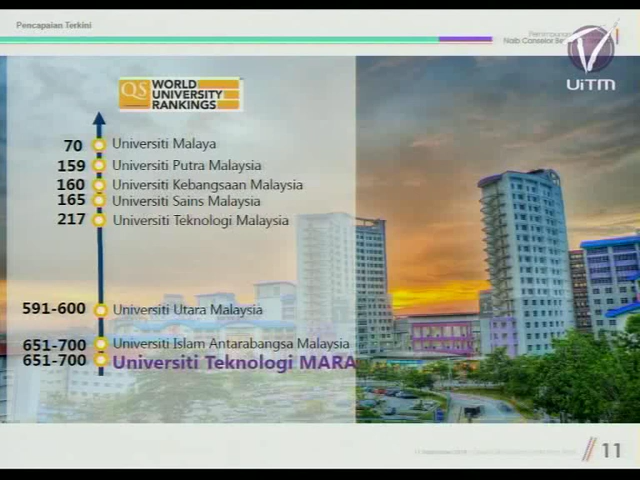 Pencapaian Terkini
Naib Canselor
UiTM
QS WORLD
UNIVERSITY
RANKINGS
70 Universiti Malaya
159 Universiti Putra Malaysia
160 Universiti Kebangsaan Malaysia
165 Universiti Sains Malaysia
217 Universiti Teknologi Malaysia
591-600 Universiti Utara Malaysia
651-700 Universiti Islam Antarabangsa Malaysia
651-700 Universiti Teknologi MARA
11